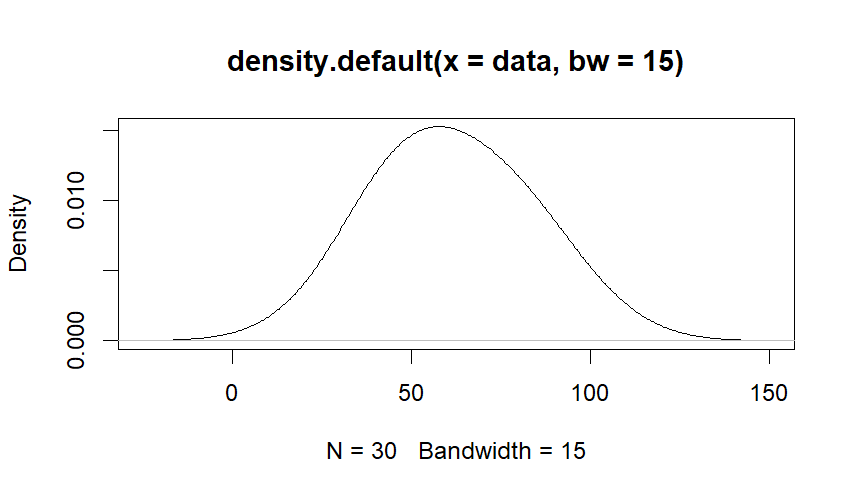 density.default(x = data, bw = 15)
Density
0.010
0.000
0 50 100 150
N = 30 Bandwidth = 15